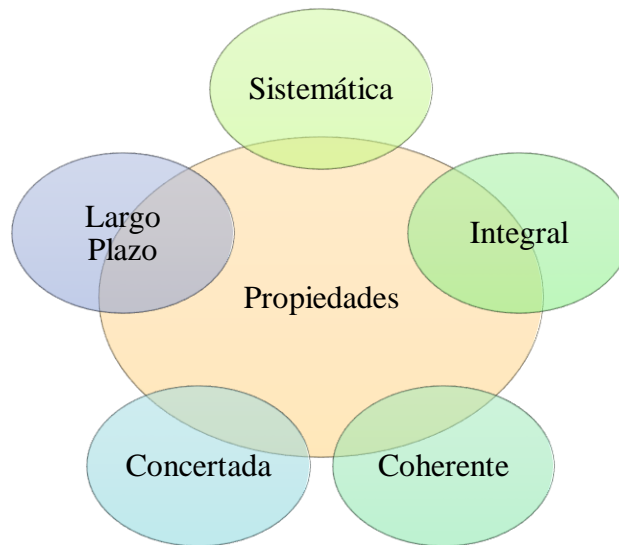 Sistemática
Largo
Plazo
Integral
Propiedades
Concertada
Coherente